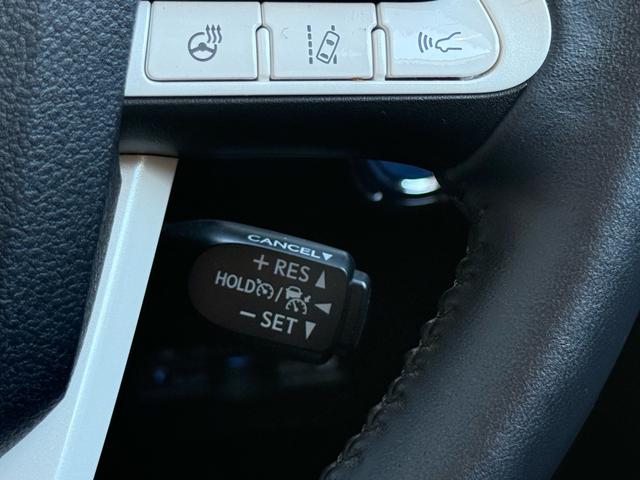 CANCEL▼
+ RES ▲
HOLD / ◄
− SET ▼